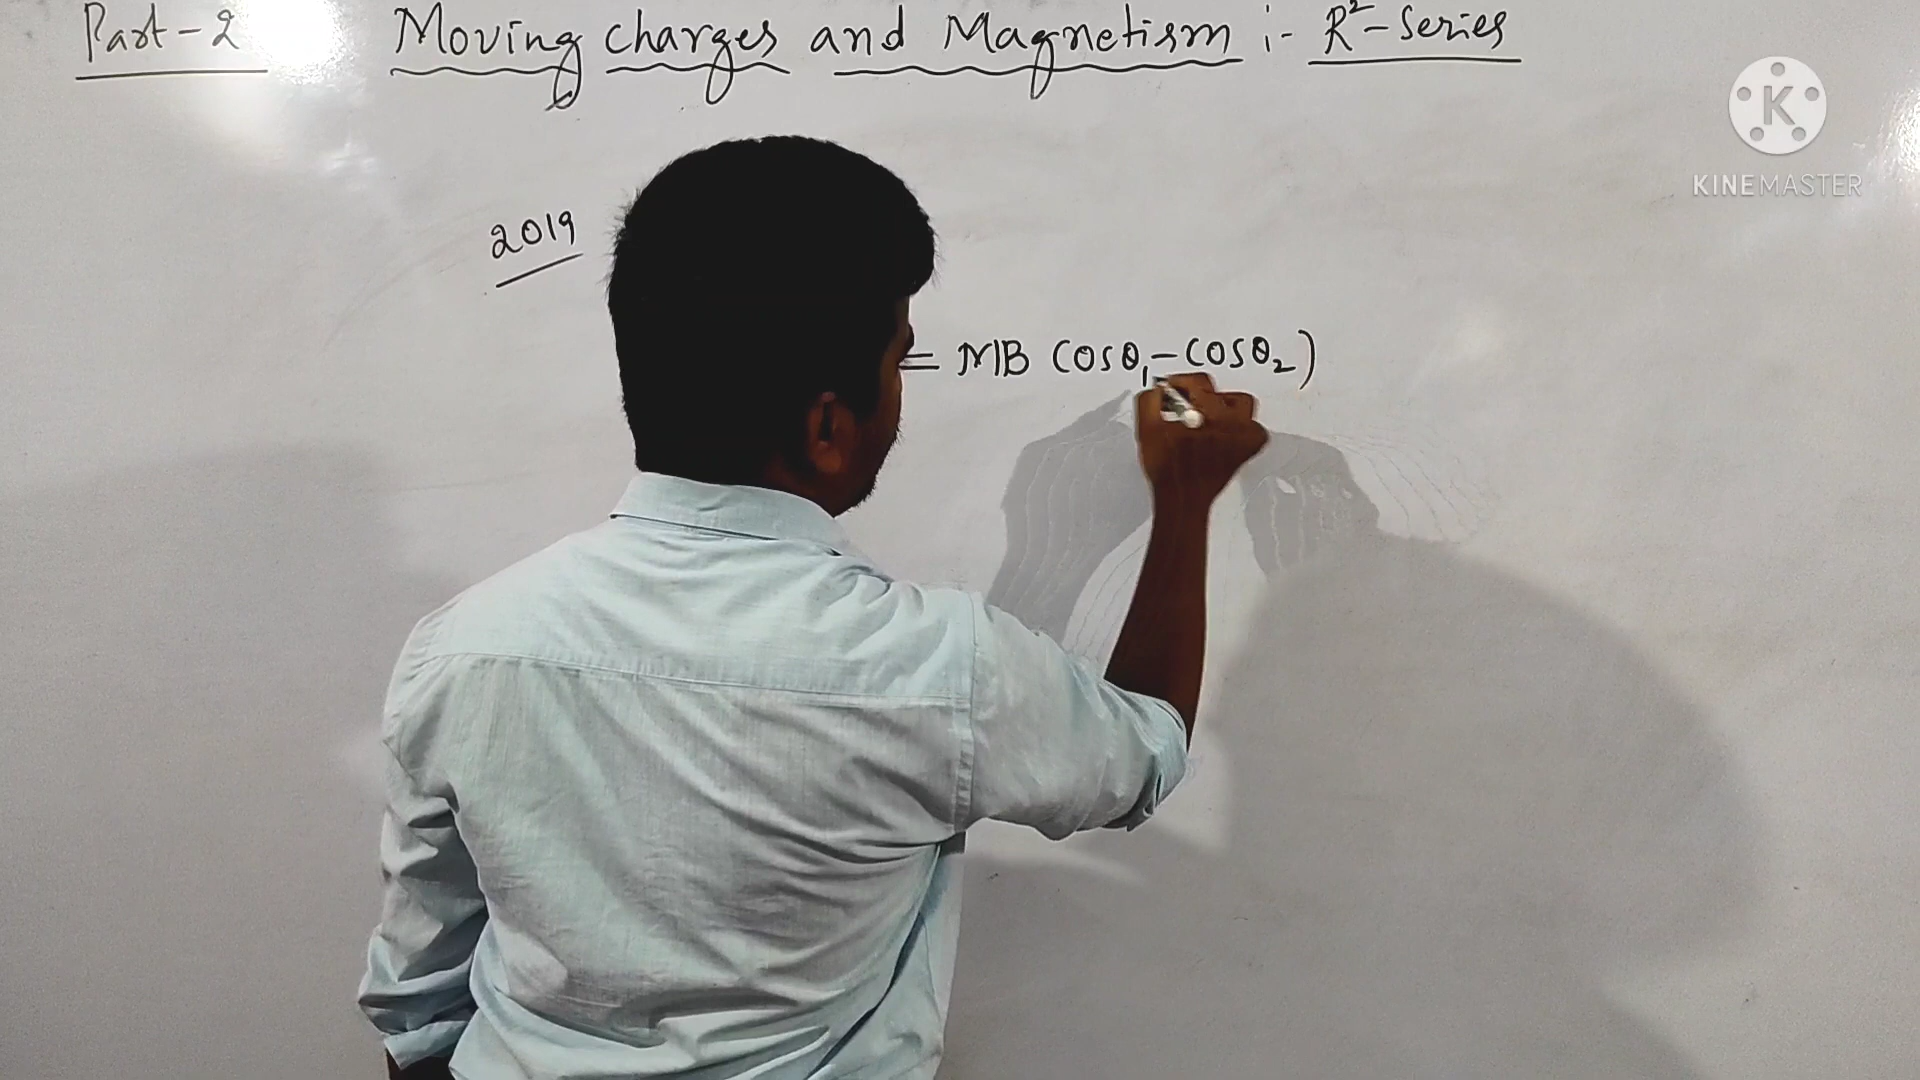 Part-2 Moving charges and Magnetism :- R²-Series
K
KINEMASTER
2019
= MB (cosθ₁-cosθ₂)